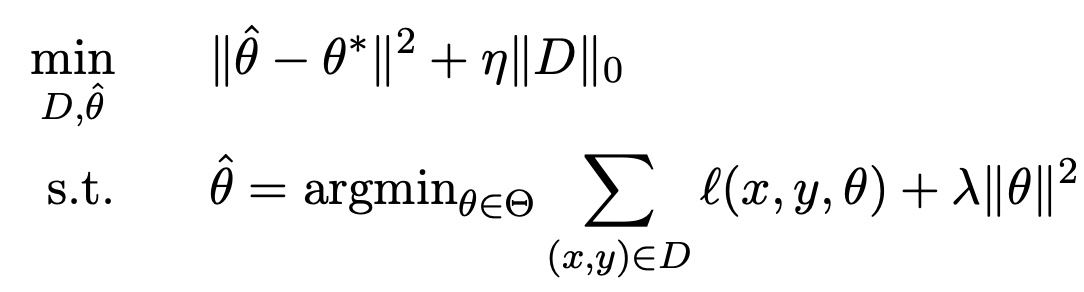 min_{D,θ̂} ‖θ̂ − θ*‖² + η‖D‖₀
s.t. θ̂ = argmin_{θ∈Θ} ∑_{(x,y)∈D} ℓ(x, y, θ) + λ‖θ‖²